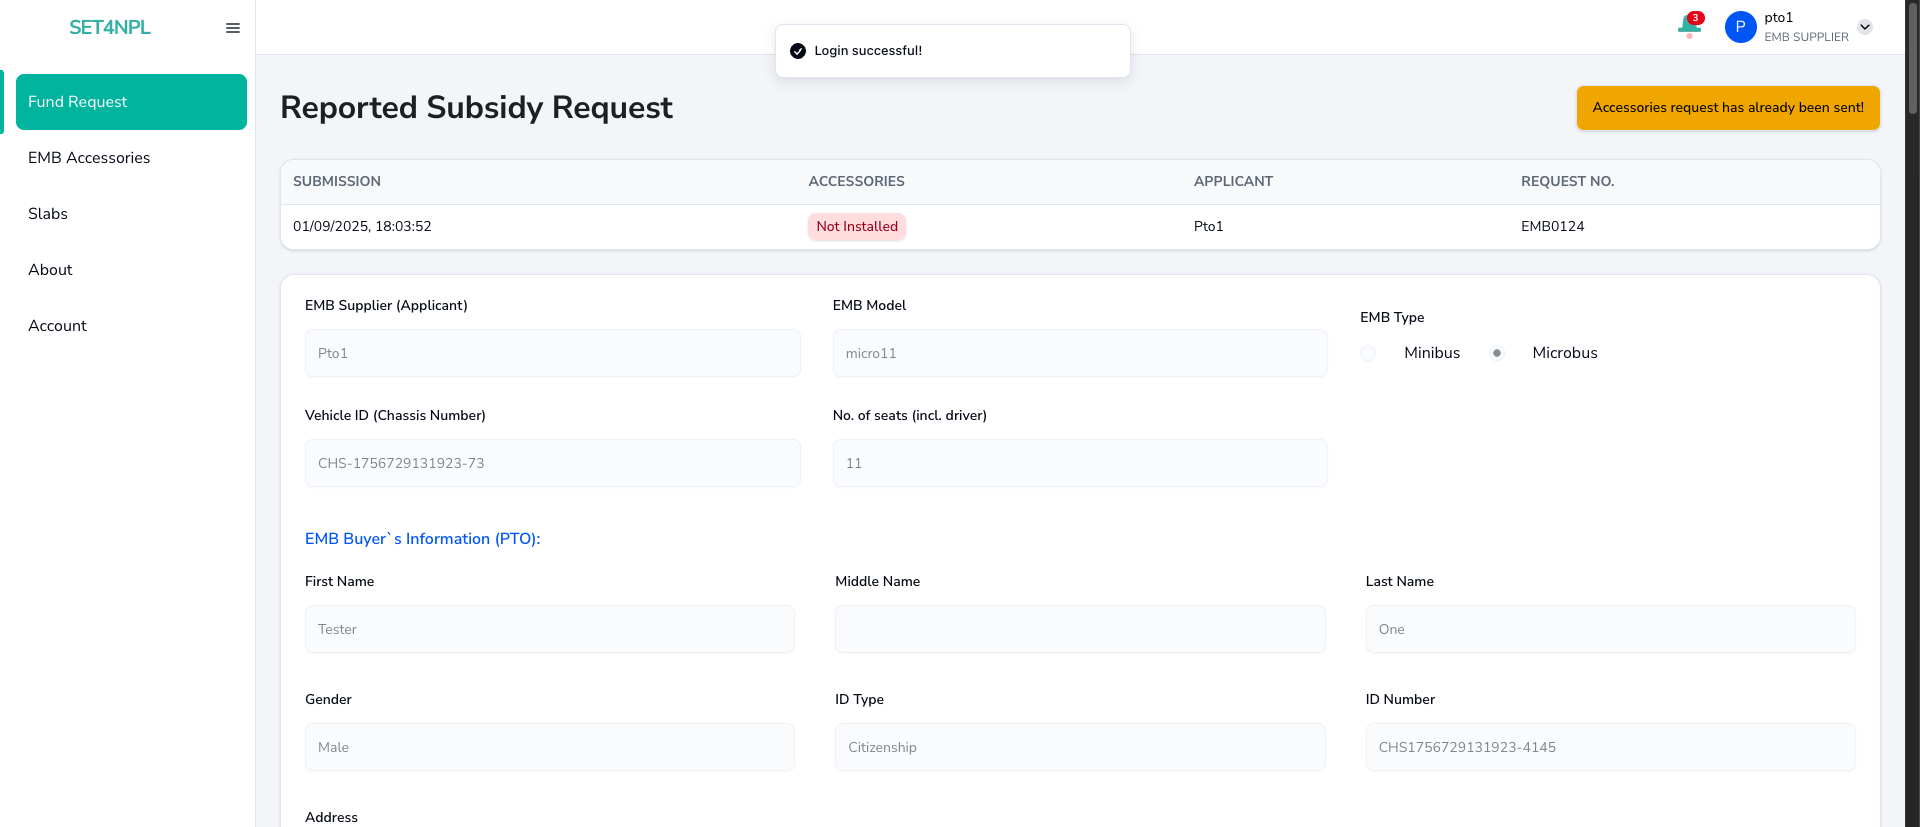 SET4NPL
Fund Request
EMB Accessories
Slabs
About
Account
Login successful!
3
P
pto1
EMB SUPPLIER
Reported Subsidy Request
Accessories request has already been sent!
SUBMISSION ACCESSORIES APPLICANT REQUEST NO.
01/09/2025, 18:03:52 Not Installed Pto1 EMB0124
EMB Supplier (Applicant) EMB Model EMB Type
Pto1 micro11 Minibus Microbus
Vehicle ID (Chassis Number) No. of seats (incl. driver)
CHS-1756729131923-73 11
EMB Buyer`s Information (PTO):
First Name Middle Name Last Name
Tester One
Gender ID Type ID Number
Male Citizenship CHS1756729131923-4145
Address